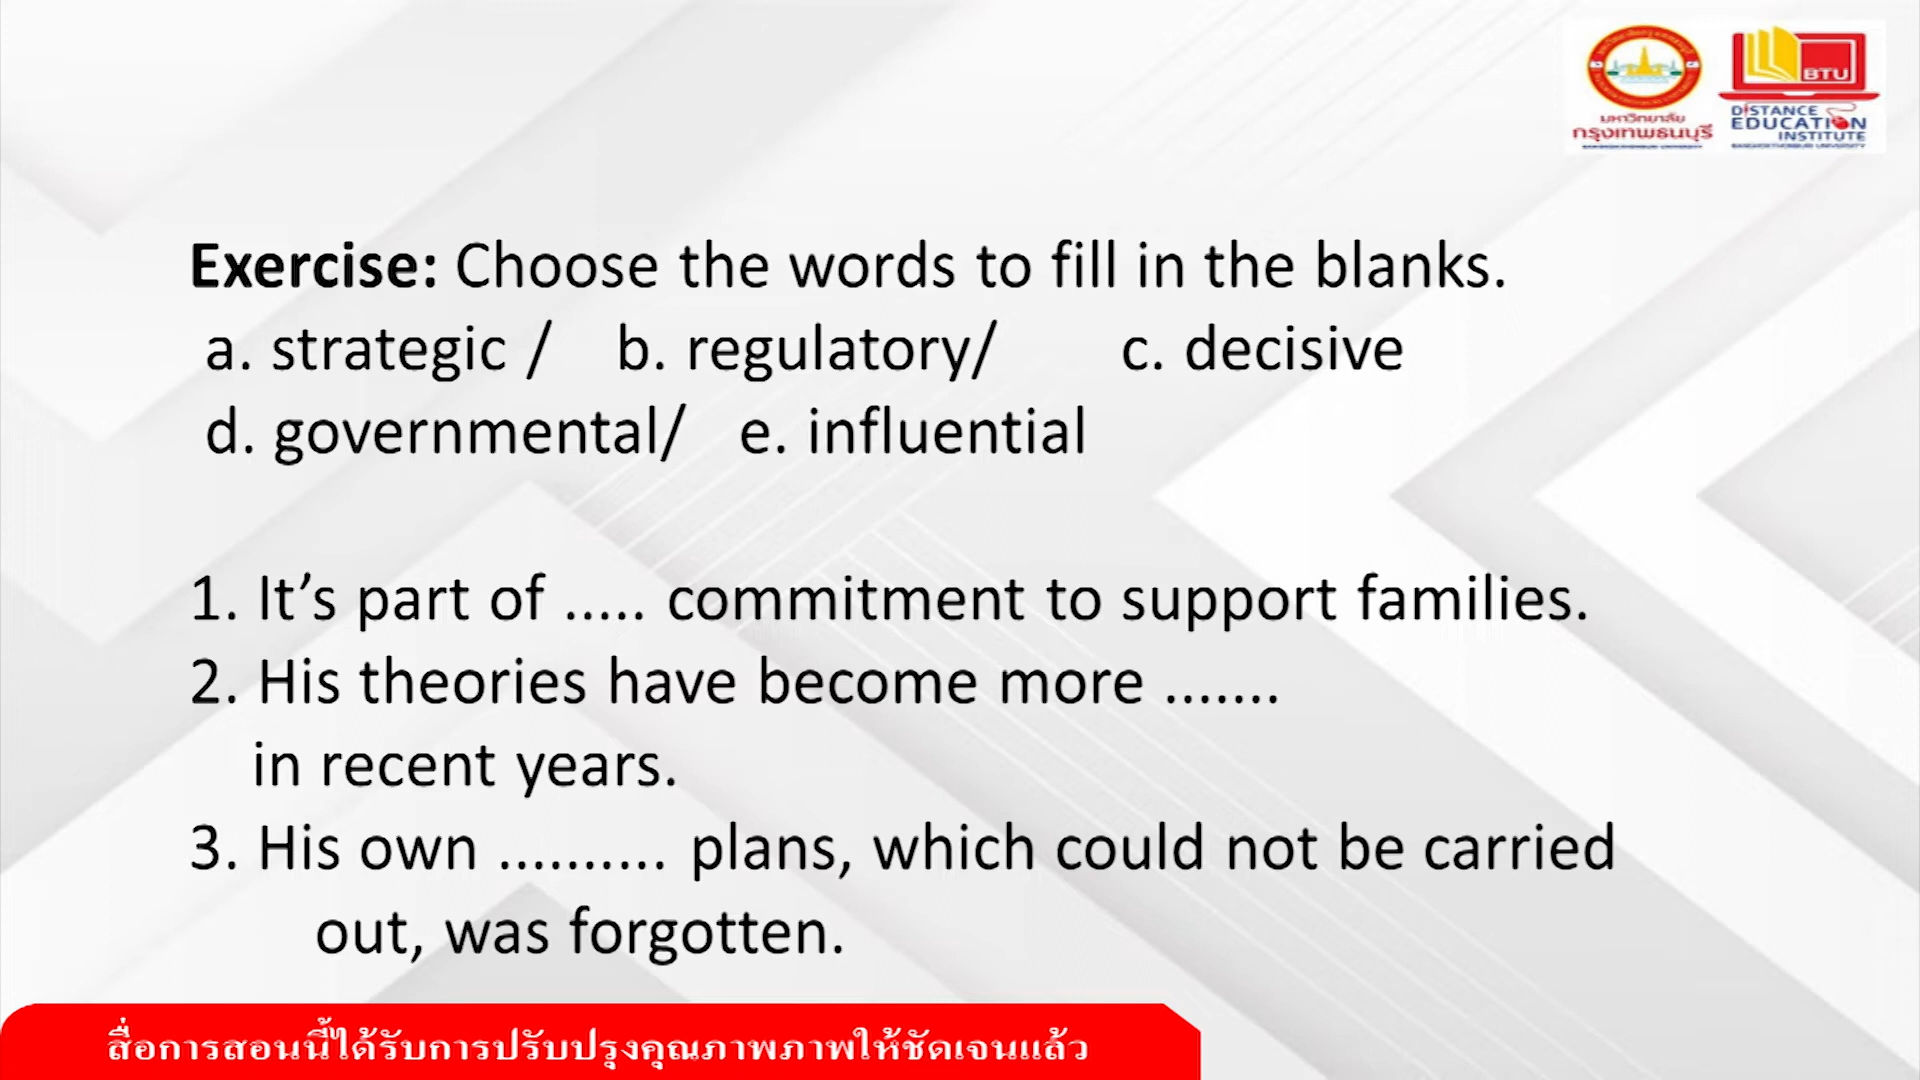 มหาวิทยาลัย
กรุงเทพธนบุรี
BANGKOKTHONBURI UNIVERSITY
BTU
DISTANCE
EDUCATION
INSTITUTE
BANGKOKTHONBURI UNIVERSITY
Exercise: Choose the words to fill in the blanks.
a. strategic / b. regulatory/ c. decisive
d. governmental/ e. influential
1. It’s part of ..... commitment to support families.
2. His theories have become more .......
in recent years.
3. His own .......... plans, which could not be carried
out, was forgotten.
สื่อการสอนนี้ได้รับการปรับปรุงคุณภาพภาพให้ชัดเจนแล้ว